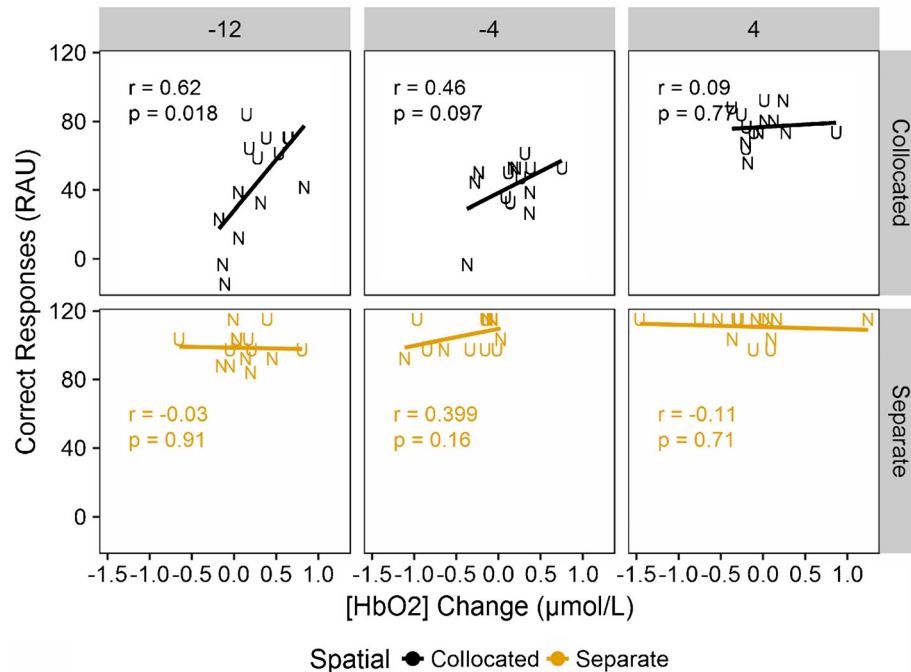 -12 -4 4
120
80
40
0
r = 0.62
p = 0.018
r = 0.46
p = 0.097
r = 0.09
p = 0.77
Collocated
Correct Responses (RAU)
120
80
40
0
r = -0.03
p = 0.91
r = 0.399
p = 0.16
r = -0.11
p = 0.71
Separate
-1.5 -1.0 0.0 0.5 1.0 -1.5 -1.0 0.0 0.5 1.0 -1.5 -1.0 0.0 0.5 1.0
[HbO2] Change (µmol/L)
Spatial Collocated Separate